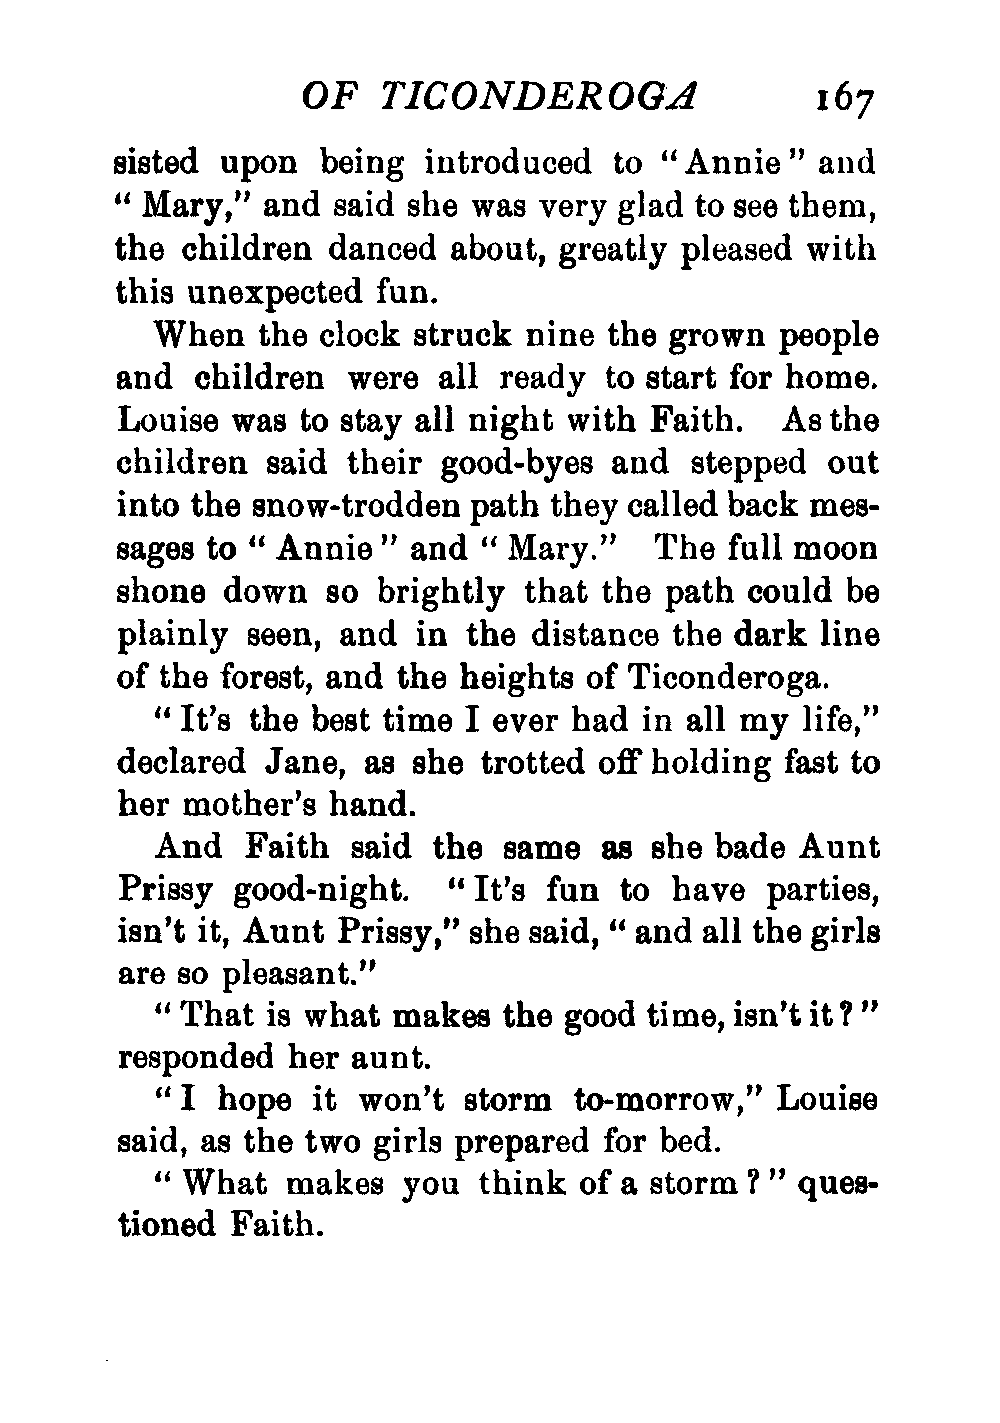 OF TICONDEROGA 167
sisted upon being introduced to “Annie” and
“Mary,” and said she was very glad to see them,
the children danced about, greatly pleased with
this unexpected fun.
When the clock struck nine the grown people
and children were all ready to start for home.
Louise was to stay all night with Faith. As the
children said their good-byes and stepped out
into the snow-trodden path they called back mes-
sages to “Annie” and “Mary.” The full moon
shone down so brightly that the path could be
plainly seen, and in the distance the dark line
of the forest, and the heights of Ticonderoga.
“It’s the best time I ever had in all my life,”
declared Jane, as she trotted off holding fast to
her mother’s hand.
And Faith said the same as she bade Aunt
Prissy good-night. “It’s fun to have parties,
isn’t it, Aunt Prissy,” she said, “and all the girls
are so pleasant.”
“That is what makes the good time, isn’t it?”
responded her aunt.
“I hope it won’t storm to-morrow,” Louise
said, as the two girls prepared for bed.
“What makes you think of a storm?” ques-
tioned Faith.